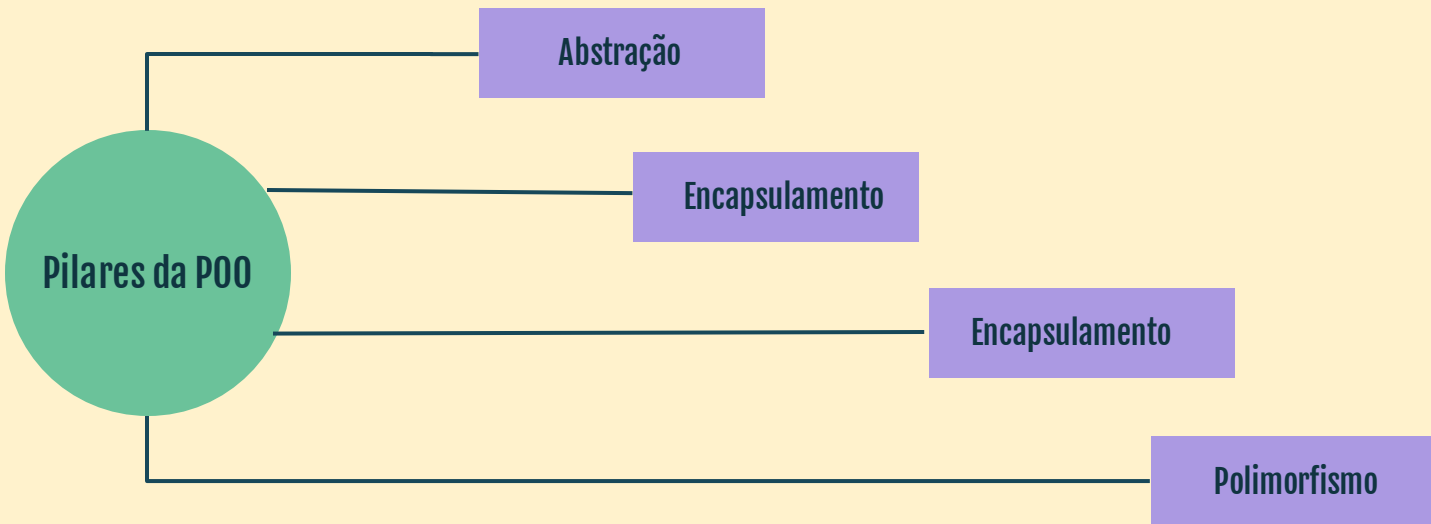 Abstração
Encapsulamento
Pilares da POO
Encapsulamento
Polimorfismo